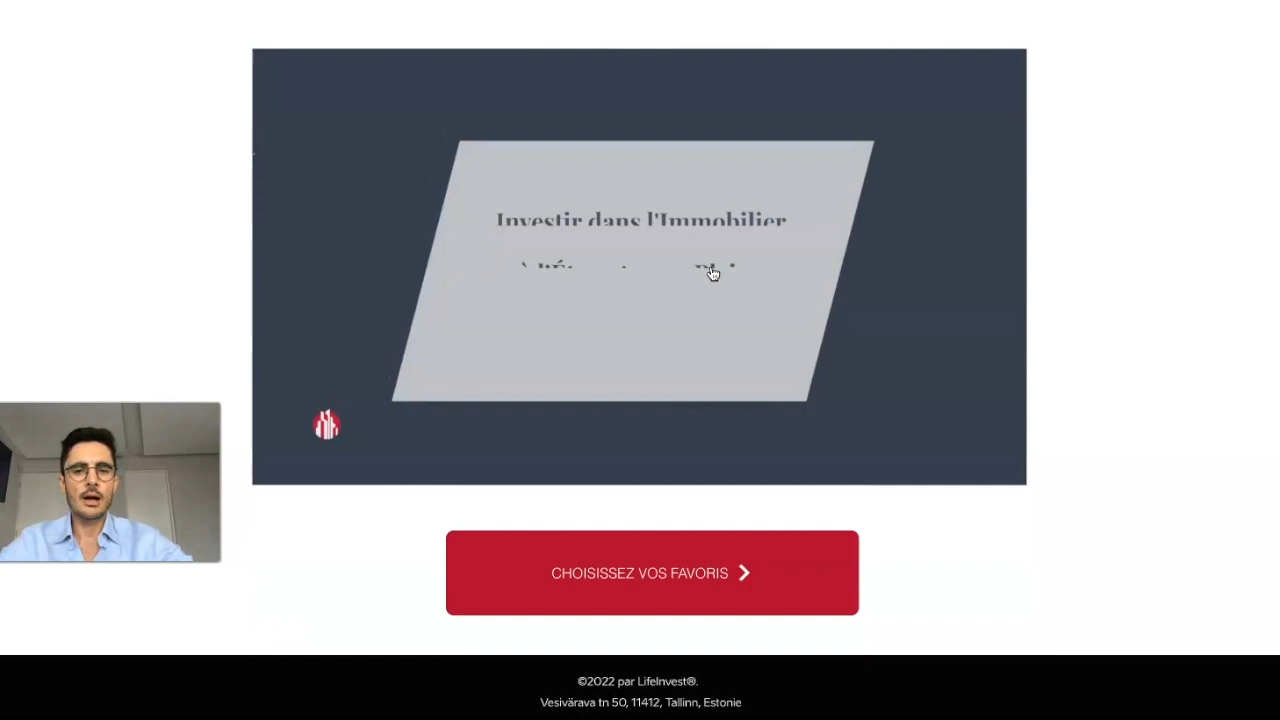 Investir dans l'Immobilier
CHOISISSEZ VOS FAVORIS
©2022 par LifeInvest®.
Vesivärava tn 50, 11412, Tallinn, Estonie